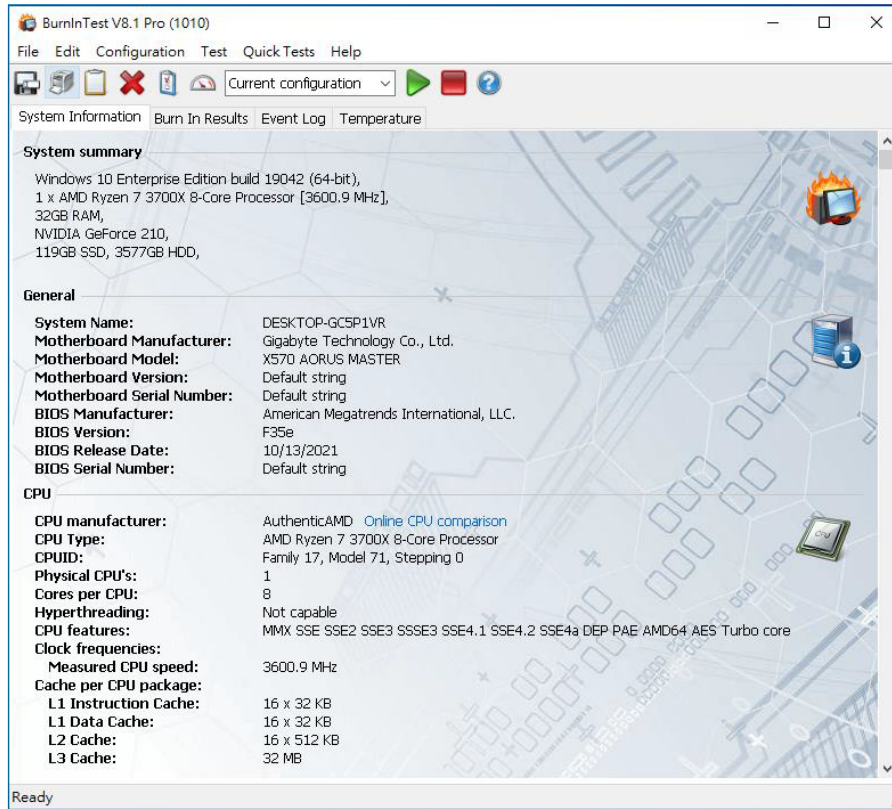 BurnInTest V8.1 Pro (1010)
File Edit Configuration Test Quick Tests Help
Current configuration
System Information Burn In Results Event Log Temperature
System summary
Windows 10 Enterprise Edition build 19042 (64-bit),
1 x AMD Ryzen 7 3700X 8-Core Processor [3600.9 MHz],
32GB RAM,
NVIDIA GeForce 210,
119GB SSD, 3577GB HDD,
General
System Name: DESKTOP-GC5P1VR
Motherboard Manufacturer: Gigabyte Technology Co., Ltd.
Motherboard Model: X570 AORUS MASTER
Motherboard Version: Default string
Motherboard Serial Number: Default string
BIOS Manufacturer: American Megatrends International, LLC.
BIOS Version: F35e
BIOS Release Date: 10/13/2021
BIOS Serial Number: Default string
CPU
CPU manufacturer: AuthenticAMD Online CPU comparison
CPU Type: AMD Ryzen 7 3700X 8-Core Processor
CPUID: Family 17, Model 71, Stepping 0
Physical CPU's: 1
Cores per CPU: 8
Hyperthreading: Not capable
CPU features: MMX SSE SSE2 SSE3 SSSE3 SSE4.1 SSE4.2 SSE4a DEP PAE AMD64 AES Turbo core
Clock frequencies:
Measured CPU speed: 3600.9 MHz
Cache per CPU package:
L1 Instruction Cache: 16 x 32 KB
L1 Data Cache: 16 x 32 KB
L2 Cache: 16 x 512 KB
L3 Cache: 32 MB
Ready